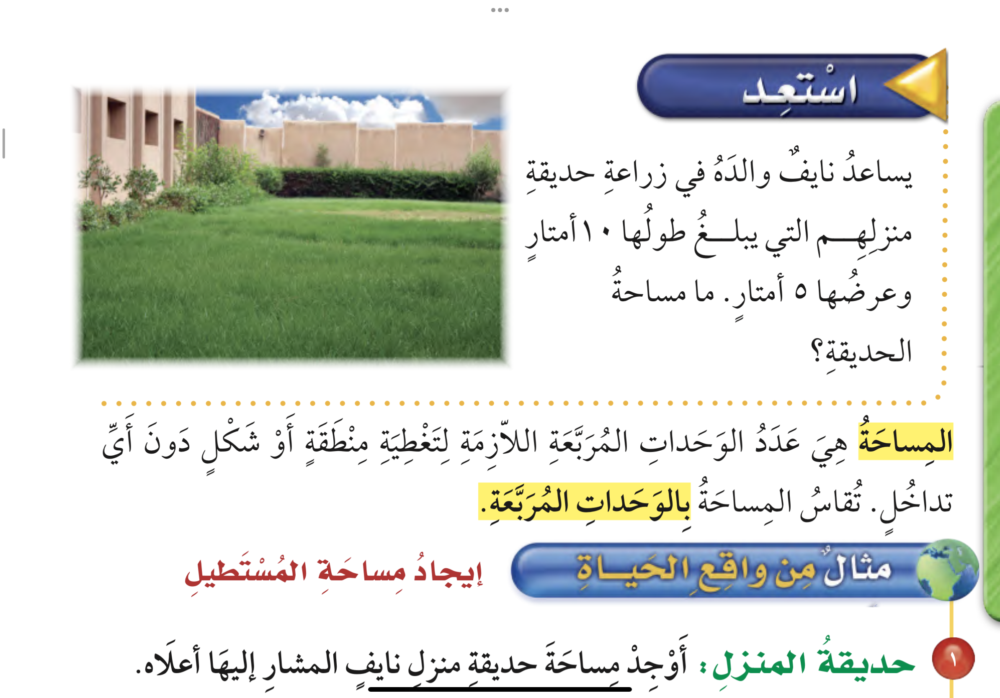 اسْتَعِد
يساعدُ نايفٌ والدَهُ في زراعةِ حديقةِ
منزلِهِم التي يبلغُ طولُها ١٠ أمتارٍ
وعرضُها ٥ أمتارٍ. ما مساحةُ
الحديقةِ؟
المِساحَةُ هِيَ عَدَدُ الوَحَداتِ المُرَبَّعَةِ اللاّزِمَةِ لِتَغْطِيَةِ مِنْطَقَةٍ أَوْ شَكْلٍ دَونَ أَيِّ
تداخُلٍ. تُقاسُ المِساحَةُ بِالوَحَداتِ المُرَبَّعَةِ.
مثالٌ مِن واقِعِ الحَياةِ إيجادُ مِساحَةِ المُسْتَطيلِ
١ حديقةُ المنزلِ: أَوْجِدْ مِساحَةَ حديقةِ منزلِ نايفٍ المشارِ إليهَا أعلَاه.